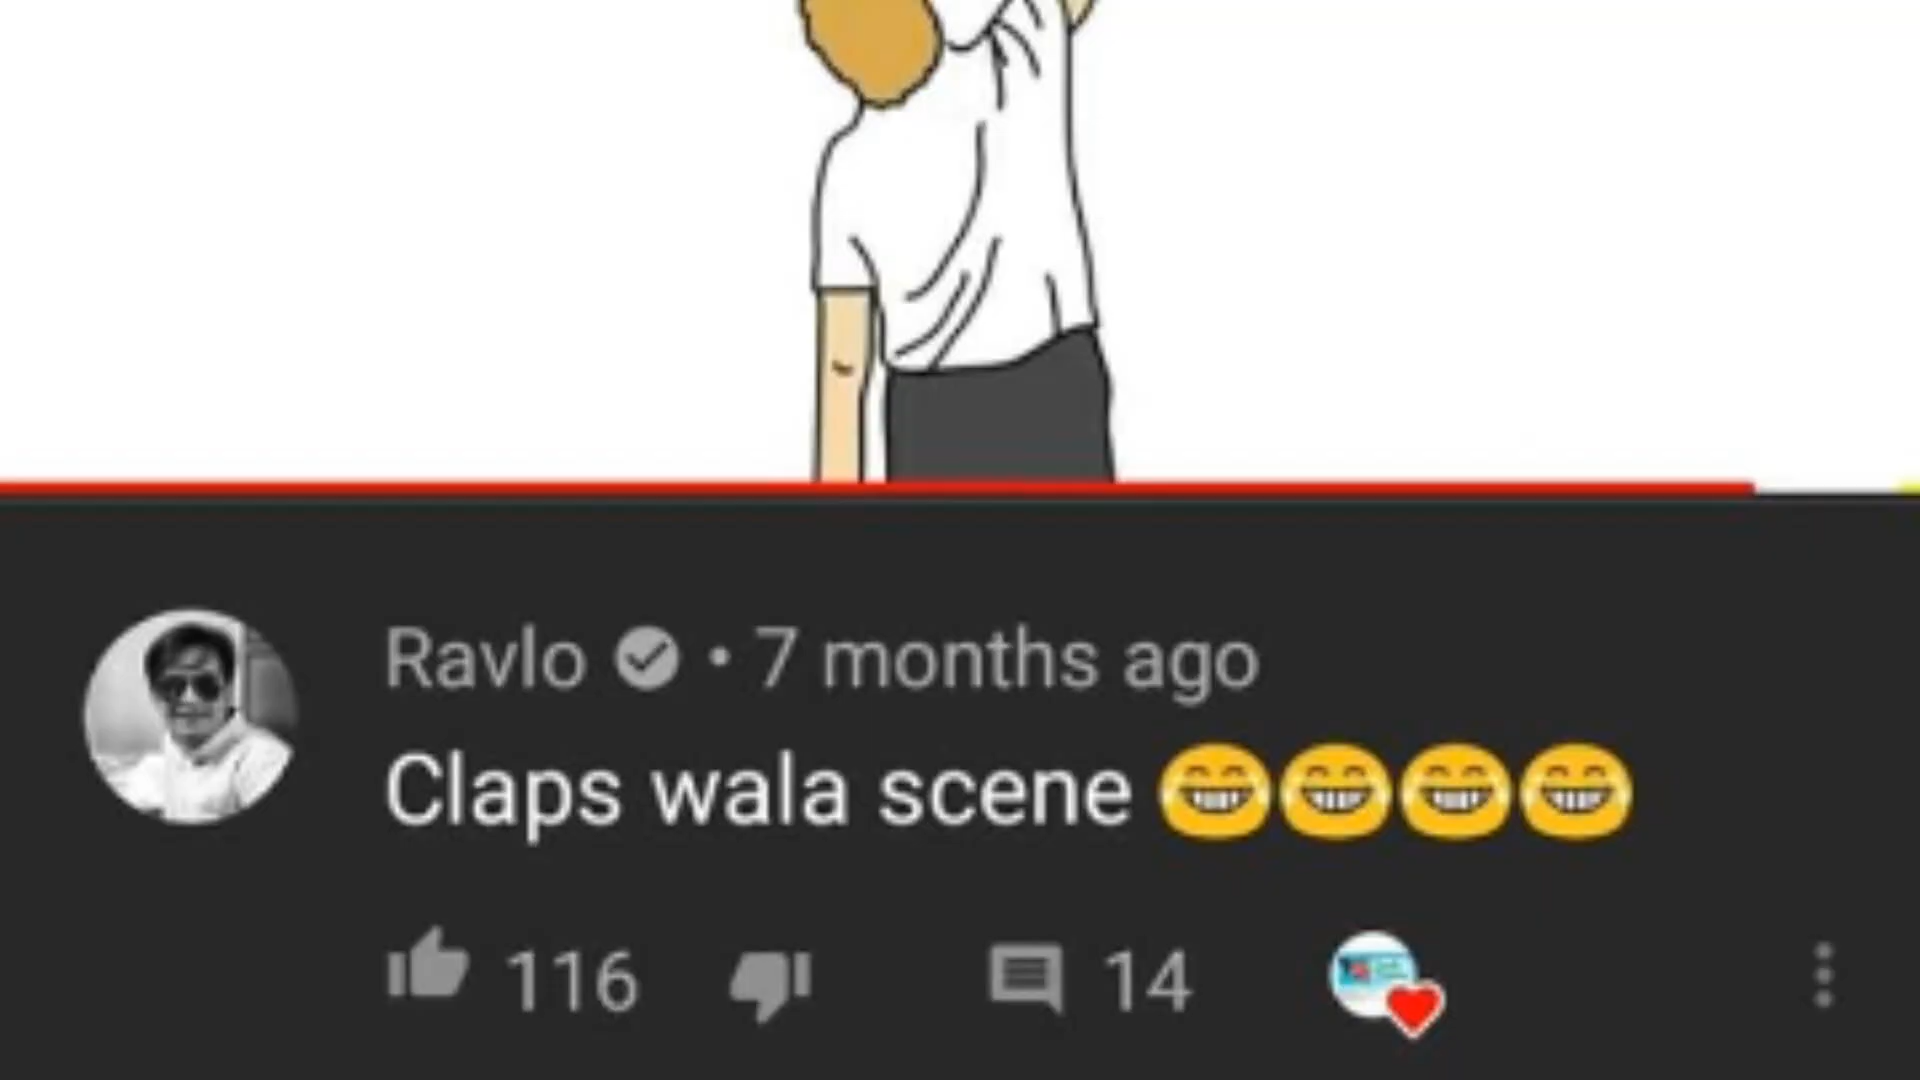 Ravlo • 7 months ago
Claps wala scene 😂😂😂😂
116 14